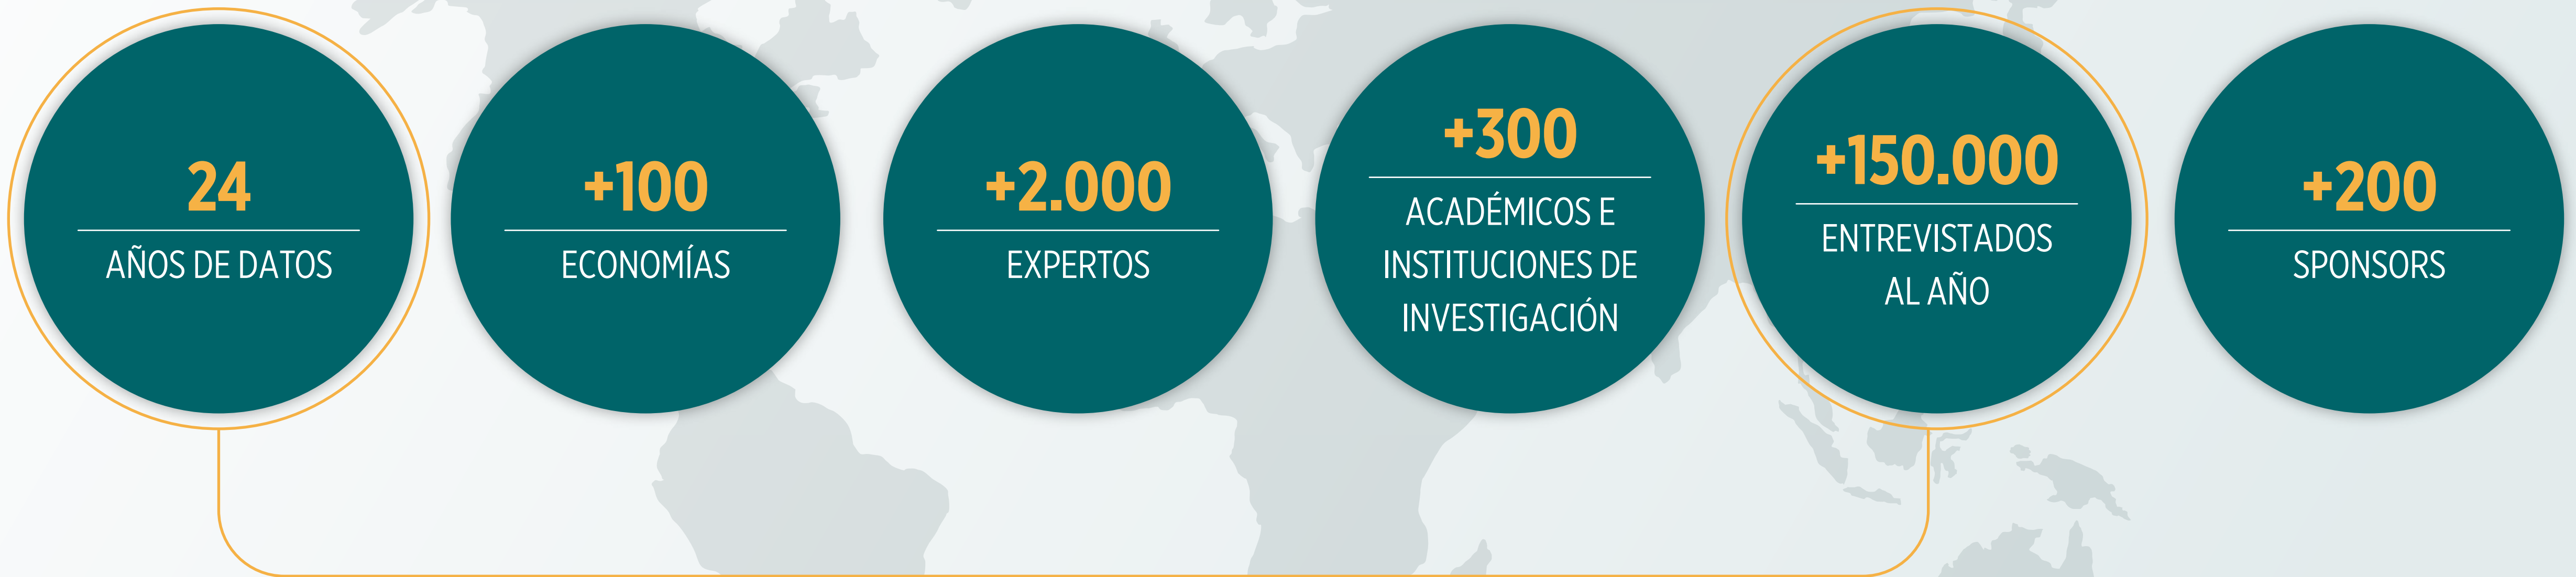 24
AÑOS DE DATOS
+100
ECONOMÍAS
+2.000
EXPERTOS
+300
ACADÉMICOS E
INSTITUCIONES DE
INVESTIGACIÓN
+150.000
ENTREVISTADOS
AL AÑO
+200
SPONSORS